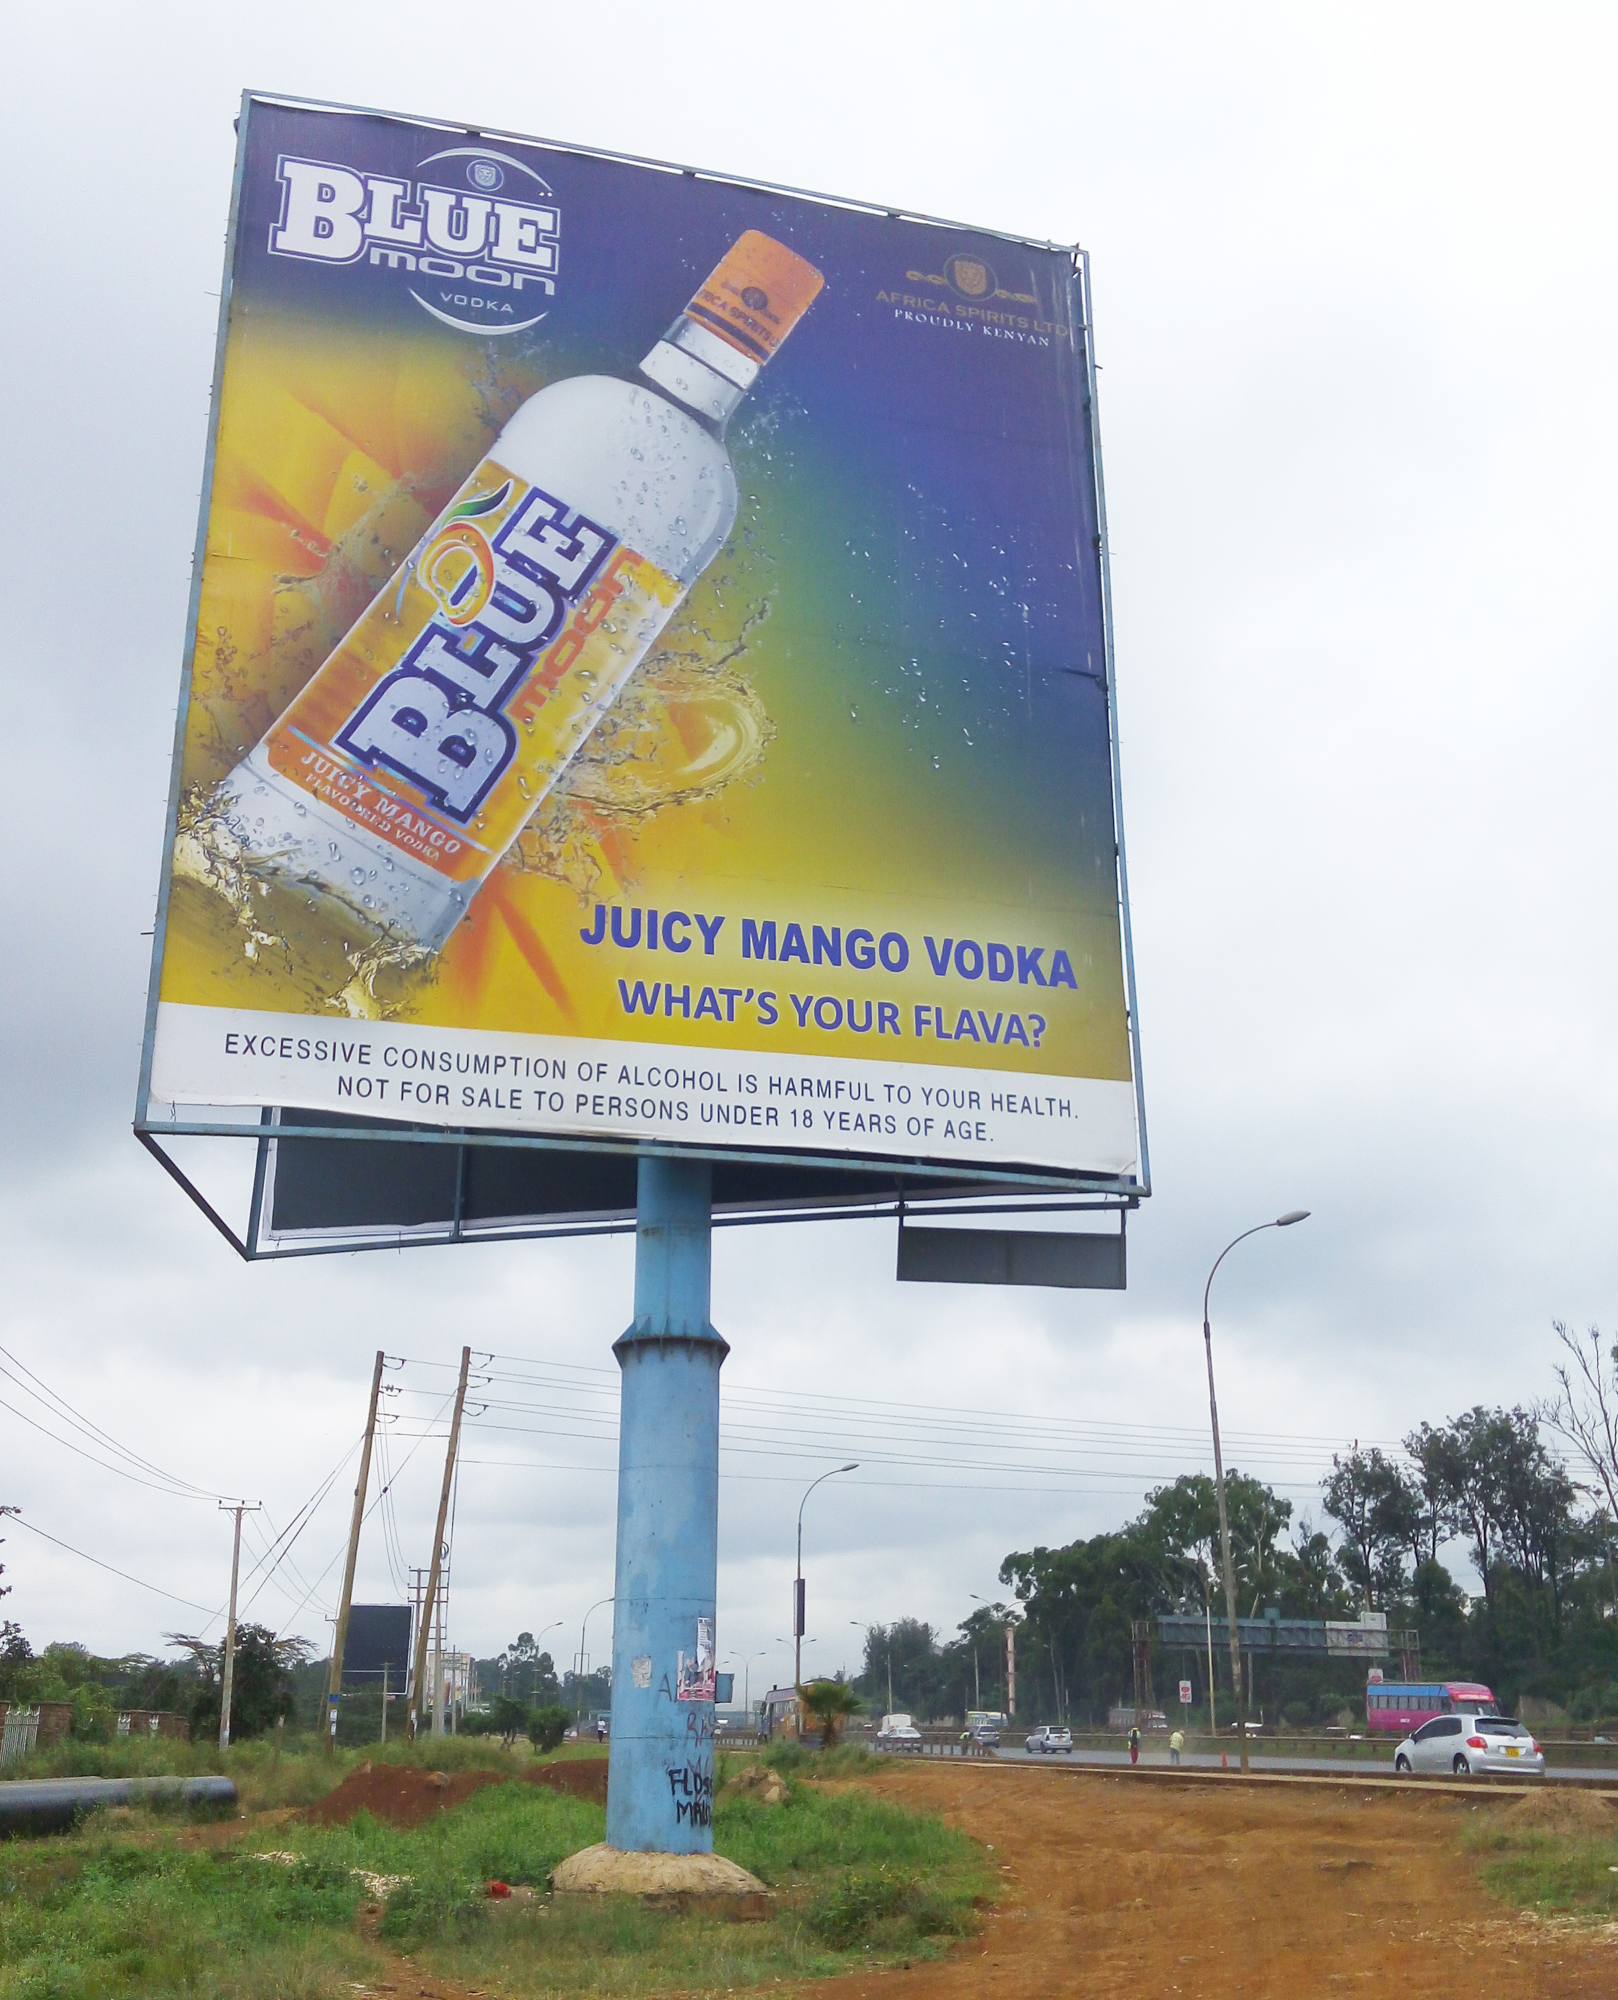 BLUE
moon
VODKA
AFRICA SPIRITS LTD
PROUDLY KENYAN
AFRICA SPIRITS
BLUE
moon
JUICY MANGO
FLAVOURED VODKA
JUICY MANGO VODKA
WHAT'S YOUR FLAVA?
EXCESSIVE CONSUMPTION OF ALCOHOL IS HARMFUL TO YOUR HEALTH.
NOT FOR SALE TO PERSONS UNDER 18 YEARS OF AGE.